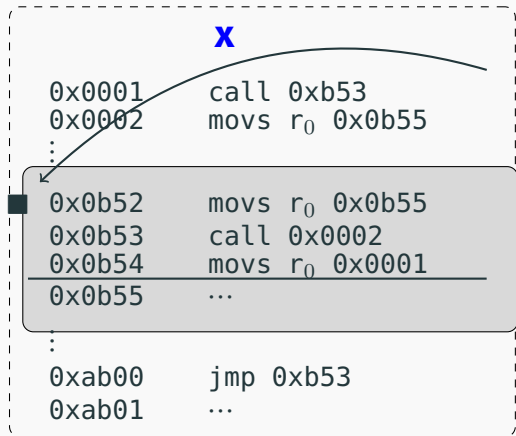 x
0x0001 call 0xb53
0x0002 movs r₀ 0x0b55
⋮
0x0b52 movs r₀ 0x0b55
0x0b53 call 0x0002
0x0b54 movs r₀ 0x0001
0x0b55 ⋯
⋮
0xab00 jmp 0xb53
0xab01 ⋯